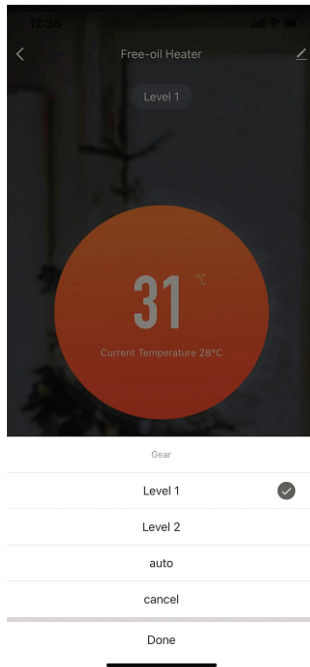 12:38
Free-oil Heater
Level 1
31 °C
Current Temperature 28°C
Gear
Level 1
Level 2
auto
cancel
Done